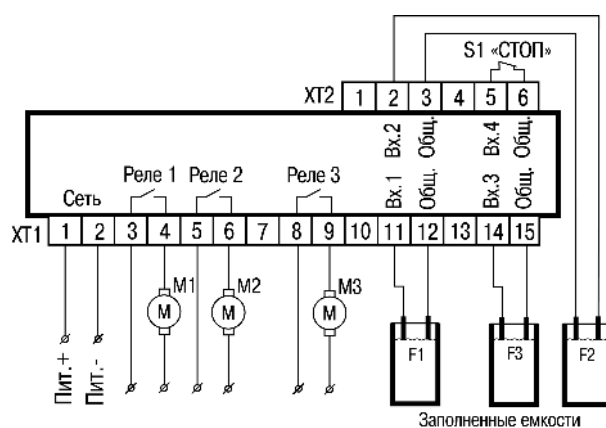 S1 «СТОП»
XT2 1 2 3 4 5 6
Вх.2 Общ. Вх.4 Общ.
Реле 1 Реле 2 Реле 3
Вх.1 Общ. Вх.3 Общ.
Сеть
XT1 1 2 3 4 5 6 7 8 9 10 11 12 13 14 15
M1 M2 M3
M M M
Пит.+ Пит.-
F1 F3 F2
Заполненные емкости